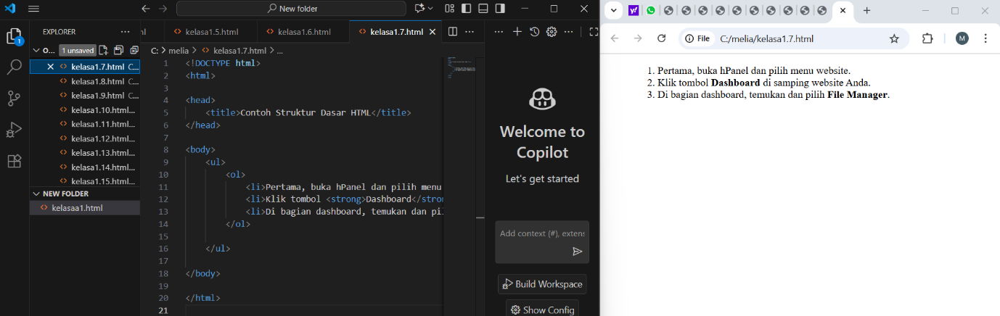 New folder
EXPLORER
kelasa1.5.html
kelasa1.6.html
kelasa1.7.html
O... 1 unsaved
C: > melia > kelasa1.7.html > ...
1
kelasa1.7.html C...
kelasa1.8.html C...
kelasa1.9.html C...
kelasa1.10.html...
kelasa1.11.html...
kelasa1.12.html...
kelasa1.13.html...
kelasa1.14.html...
kelasa1.15.html...
NEW FOLDER
kelasaa1.html
1 <!DOCTYPE html>
2 <html>
3
4 <head>
5 <title>Contoh Struktur Dasar HTML</title>
6 </head>
7
8 <body>
9 <ul>
10 <ol>
11 <li>Pertama, buka hPanel dan pilih menu
12 <li>Klik tombol <strong>Dashboard</stron
13 <li>Di bagian dashboard, temukan dan pil
14 </ol>
15
16 </ul>
17
18 </body>
19
20 </html>
21
Welcome to
Copilot
Let's get started
Add context (#), extens
Build Workspace
Show Config
File C:/melia/kelasa1.7.html
M
1. Pertama, buka hPanel dan pilih menu website.
2. Klik tombol Dashboard di samping website Anda.
3. Di bagian dashboard, temukan dan pilih File Manager.